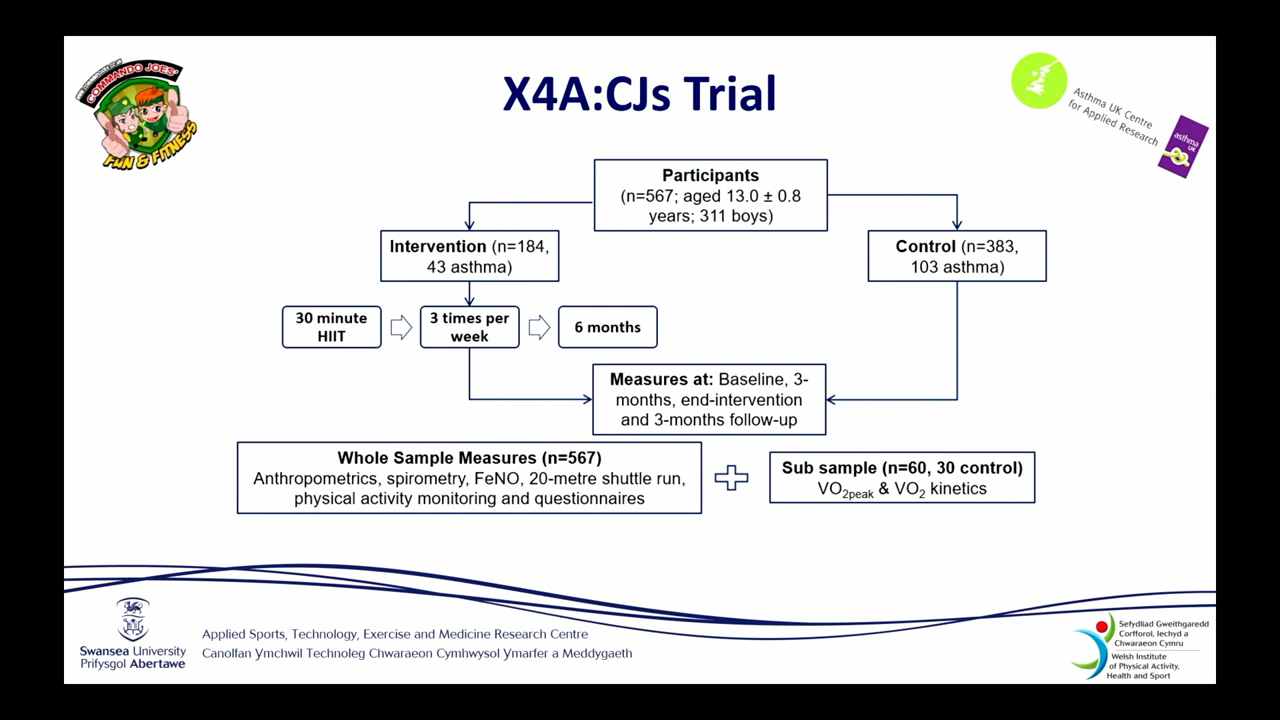 COMMANDO JOES'
FUN & FITNESS
X4A:CJs Trial
Asthma UK Centre
for Applied Research
asthma
UK
Participants
(n=567; aged 13.0 ± 0.8
years; 311 boys)
Intervention (n=184,
43 asthma)
Control (n=383,
103 asthma)
30 minute
HIIT
3 times per
week
6 months
Measures at: Baseline, 3-
months, end-intervention
and 3-months follow-up
Whole Sample Measures (n=567)
Anthropometrics, spirometry, FeNO, 20-metre shuttle run,
physical activity monitoring and questionnaires
Sub sample (n=60, 30 control)
VO2peak & VO2 kinetics
Swansea University
Prifysgol Abertawe
Applied Sports, Technology, Exercise and Medicine Research Centre
Canolfan Ymchwil Technoleg Chwaraeon Cymhwysol Ymarfer a Meddygaeth
Sefydliad Gweithgaredd
Corfforol, Iechyd a
Chwaraeon Cymru
Welsh Institute
of Physical Activity,
Health and Sport